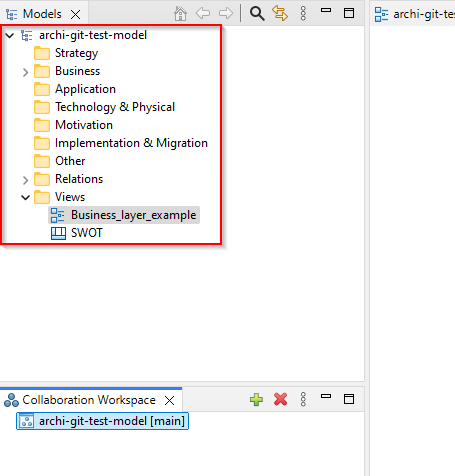 Models
archi-git-test-model
Strategy
Business
Application
Technology & Physical
Motivation
Implementation & Migration
Other
Relations
Views
Business_layer_example
SWOT
archi-git-test
Collaboration Workspace
archi-git-test-model [main]